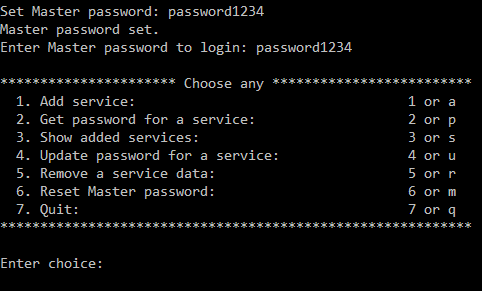 Set Master password: password1234
Master password set.
Enter Master password to login: password1234
********************** Choose any *************************
1. Add service: 1 or a
2. Get password for a service: 2 or p
3. Show added services: 3 or s
4. Update password for a service: 4 or u
5. Remove a service data: 5 or r
6. Reset Master password: 6 or m
7. Quit: 7 or q
***********************************************************
Enter choice: